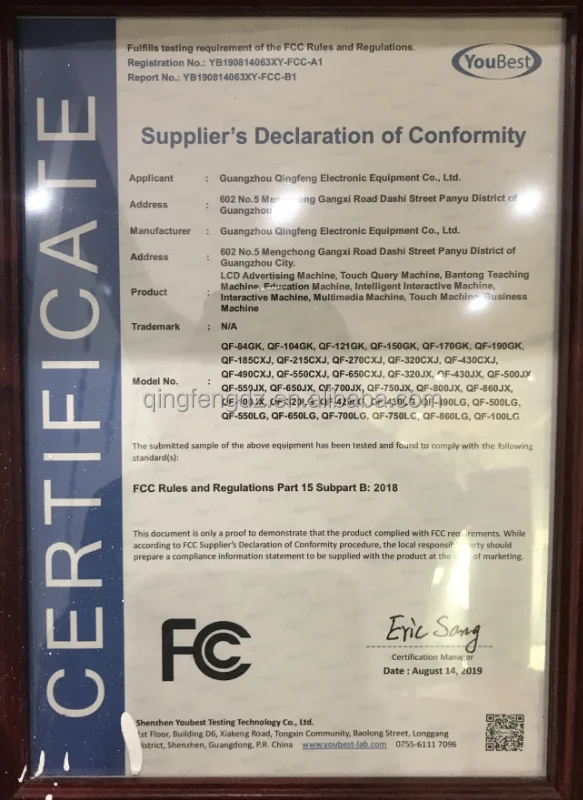 CERTIFICATE
Fulfills testing requirement of the FCC Rules and Regulations.
Registration No.: YB190814063XY-FCC-A1
Report No.: YB190814063XY-FCC-B1
YouBest
Supplier's Declaration of Conformity
Applicant : Guangzhou Qingfeng Electronic Equipment Co., Ltd.
Address : 602 No.5 Mengchong Gangxi Road Dashi Street Panyu District of
Guangzhou
Manufacturer : Guangzhou Qingfeng Electronic Equipment Co., Ltd.
Address : 602 No.5 Mengchong Gangxi Road Dashi Street Panyu District of
Guangzhou City.
Product : LCD Advertising Machine, Touch Query Machine, Bantong Teaching
Machine, Education Machine, Intelligent Interactive Machine,
Interactive Machine, Multimedia Machine, Touch Machine, Business
Machine
Trademark : N/A
Model No. : QF-84GK, QF-104GK, QF-121GK, QF-150GK, QF-170GK, QF-190GK,
QF-185CXJ, QF-215CXJ, QF-270CXJ, QF-320CXJ, QF-430CXJ,
QF-490CXJ, QF-550CXJ, QF-650CXJ, QF-320JX, QF-430JX, QF-500JX
QF-550JX, QF-650JX, QF-700JX, QF-750JX, QF-800JX, QF-860JX,
QF-500LG,
QF-550LG, QF-650LG, QF-700LG, QF-750LG, QF-860LG, QF-100LG
The submitted sample of the above equipment has been tested and found to comply with the following
standard(s):
FCC Rules and Regulations Part 15 Subpart B: 2018
This document is only a proof to demonstrate that the product complied with FCC requirements. While
according to FCC Supplier's Declaration of Conformity procedure, the local responsible party should
prepare a compliance information statement to be supplied with the product at the of marketing.
FC
Eric Sang
Certification Manager
Date : August 14, 2019
Shenzhen Youbest Testing Technology Co., Ltd.
1st Floor, Building D6, Xiakeng Road, Tongxin Community, Baolong Street, Longgang
District, Shenzhen, Guangdong, P.R. China www.youbest-lab.com 0755-6111 7096